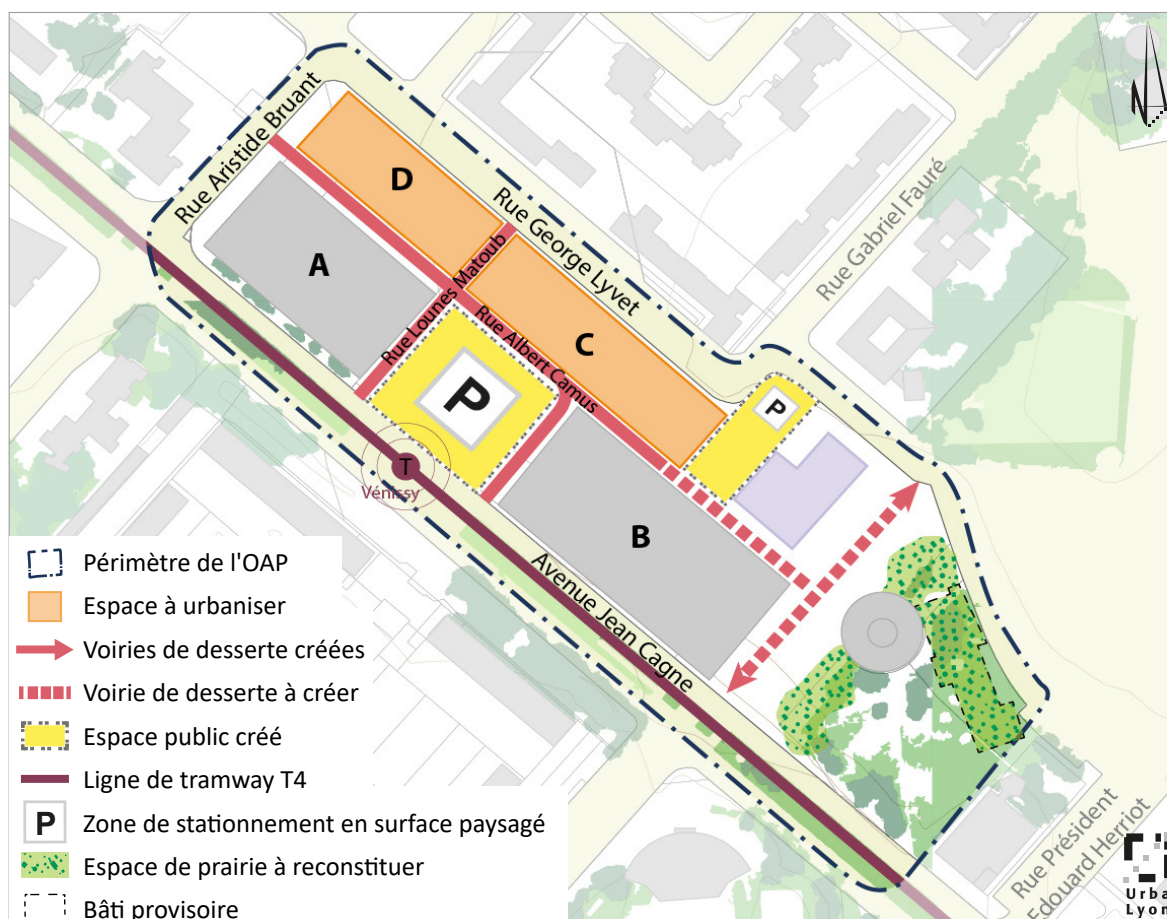 N
Rue Aristide Bruant
D
Rue George Lyvet
Rue Gabriel Fauré
A
Rue Lounes Matoub
C
Rue Albert Camus
P
P
T
Vénissy
B
Avenue Jean Cagne
Périmètre de l'OAP
Espace à urbaniser
Voiries de desserte créées
Voirie de desserte à créer
Espace public créé
Ligne de tramway T4
P Zone de stationnement en surface paysagé
Espace de prairie à reconstituer
Bâti provisoire
Rue Président
Edouard Herriot
Urba
Lyon